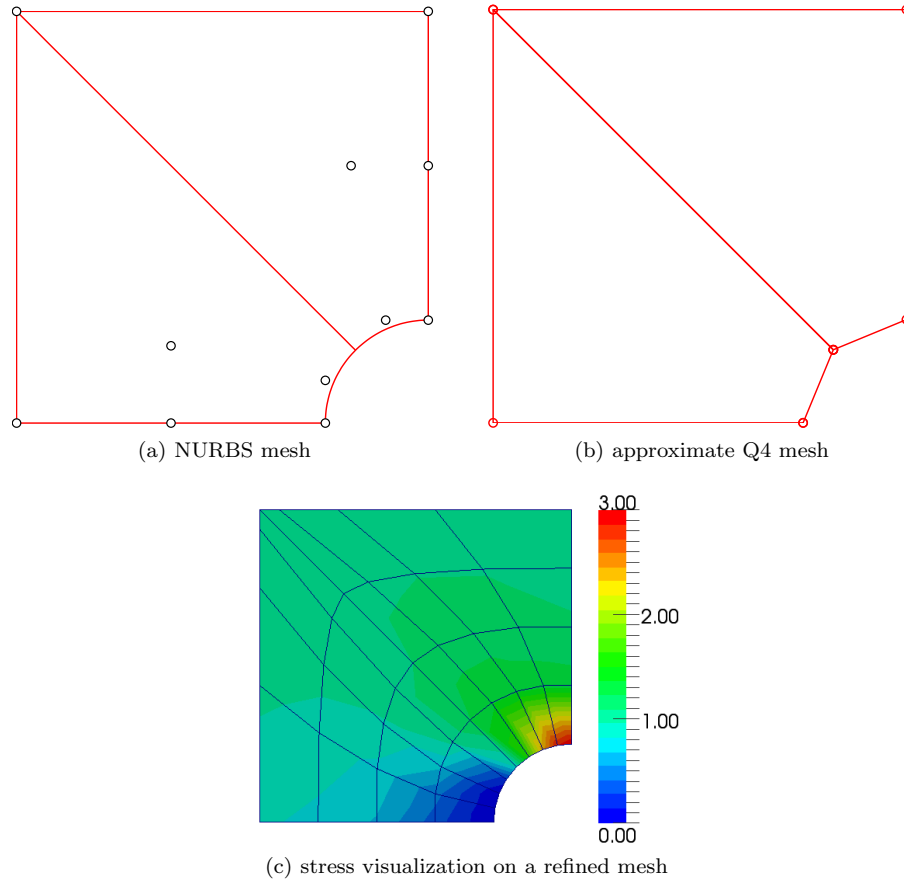 (a) NURBS mesh
(b) approximate Q4 mesh
3.00
2.00
1.00
0.00
(c) stress visualization on a refined mesh